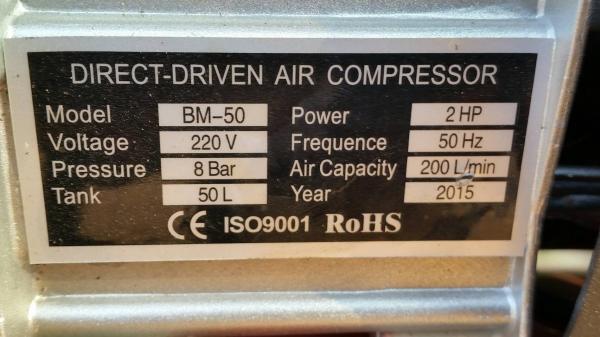 DIRECT-DRIVEN AIR COMPRESSOR
Model BM-50 Power 2 HP
Voltage 220 V Frequence 50 Hz
Pressure 8 Bar Air Capacity 200 L/min
Tank 50 L Year 2015
CE ISO9001 RoHS